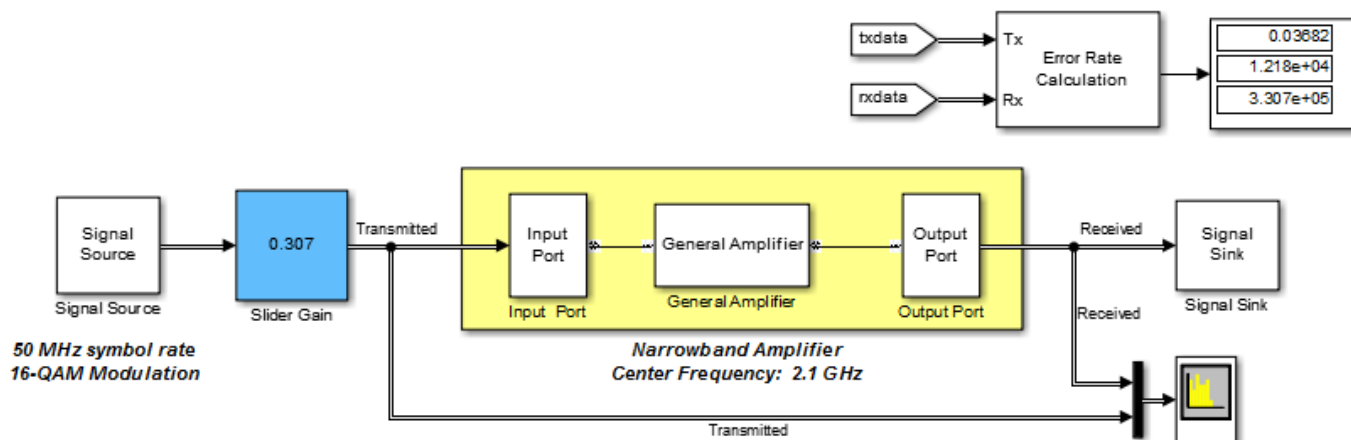 txdata
Tx
Error Rate
Calculation
0.03682
1.218e+04
3.307e+05
rxdata
Rx
Signal
Source
0.307
Transmitted
Input
Port
General Amplifier
Output
Port
Received
Signal
Sink
Signal Source
Slider Gain
Input Port
General Amplifier
Output Port
Received
Signal Sink
50 MHz symbol rate
16-QAM Modulation
Narrowband Amplifier
Center Frequency: 2.1 GHz
Transmitted